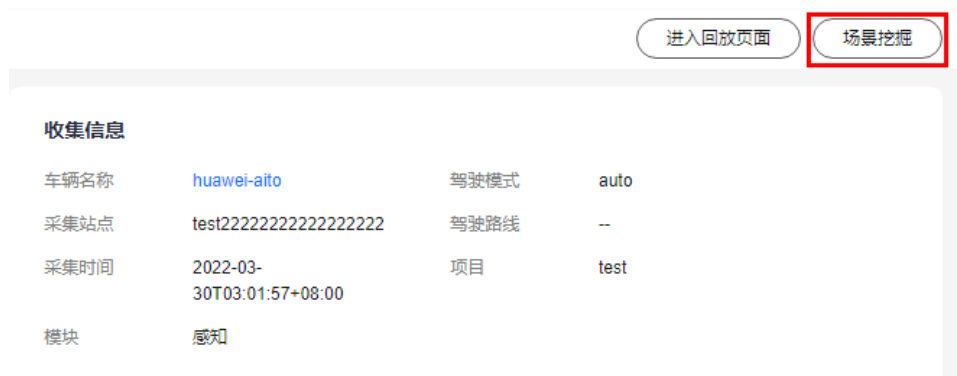 进入回放页面 场景挖掘
收集信息
车辆名称 huawei-aito 驾驶模式 auto
采集站点 test22222222222222222 驾驶路线 --
采集时间 2022-03-
30T03:01:57+08:00 项目 test
模块 感知